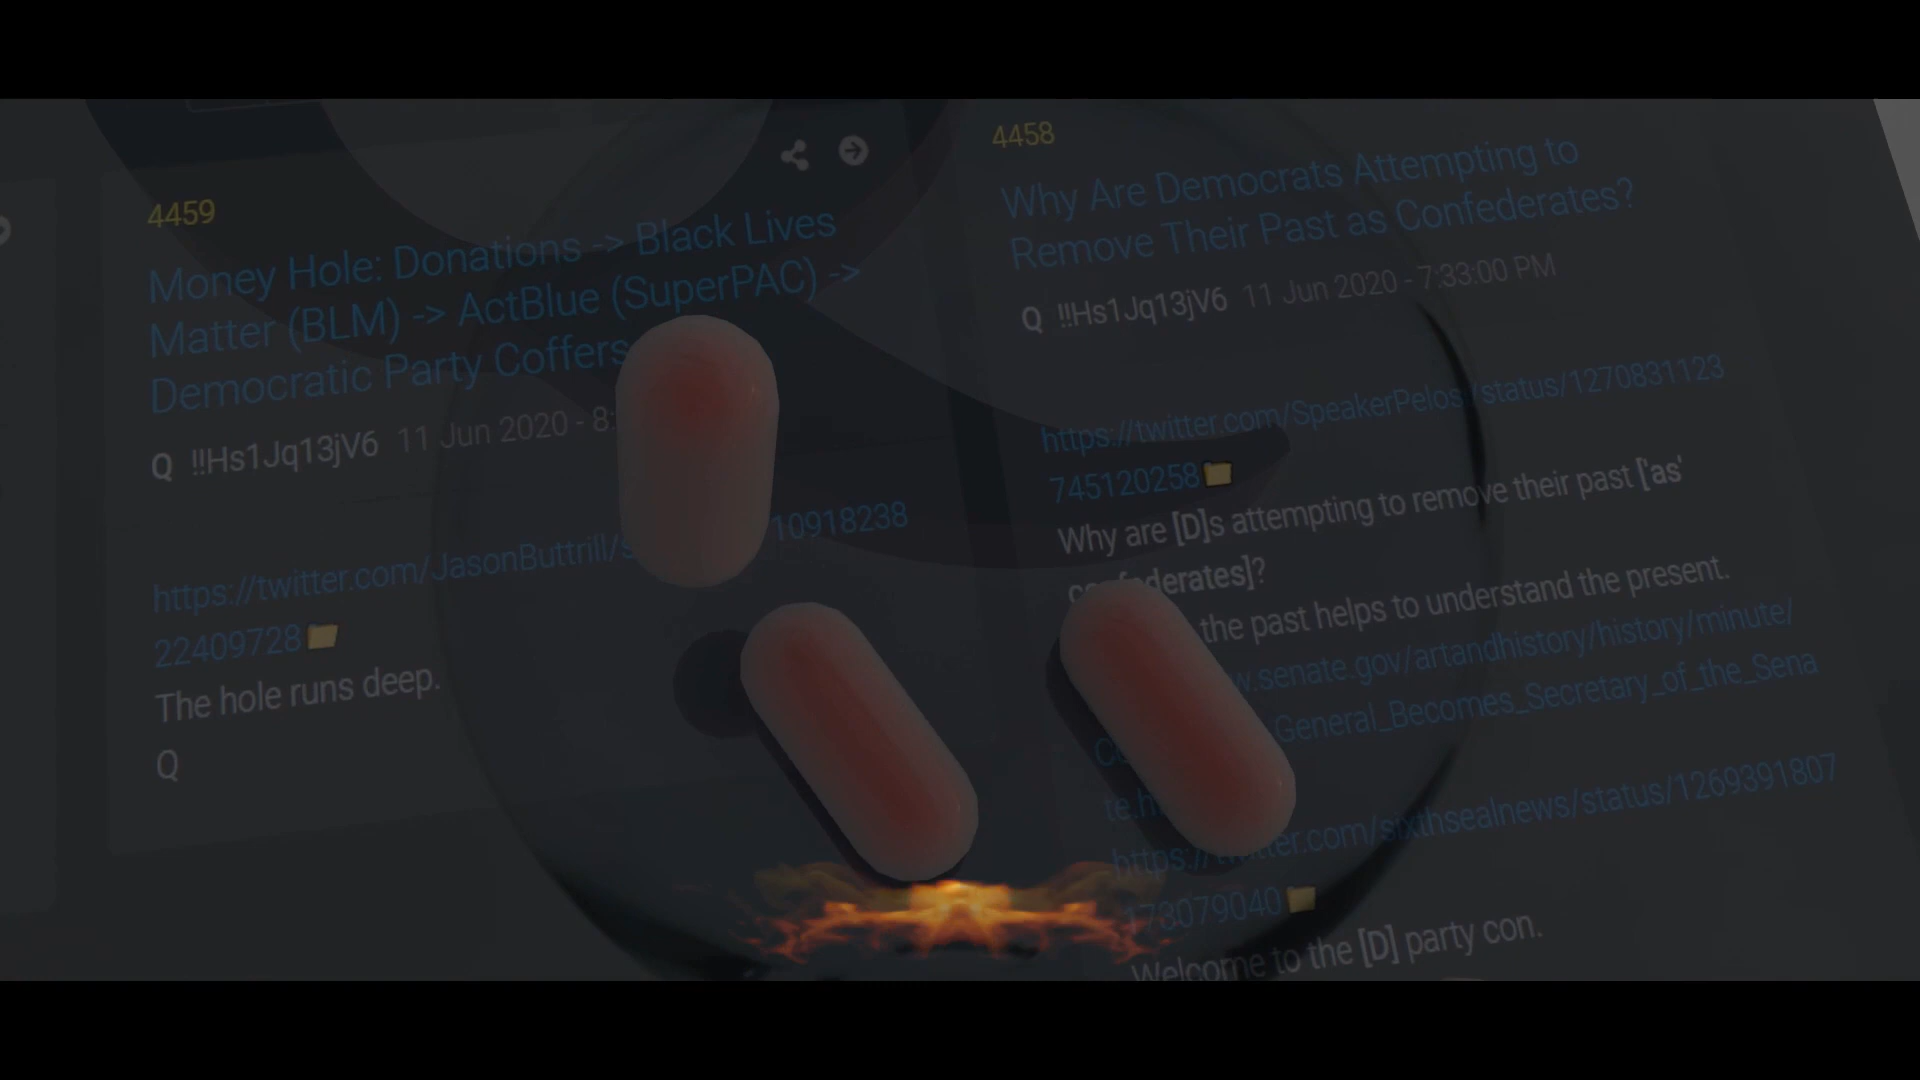 4459
Money Hole: Donations -> Black Lives
Matter (BLM) -> ActBlue (SuperPAC) ->
Democratic Party Coffers
Q !!Hs1Jq13jV6 11 Jun 2020 - 8:
https://twitter.com/JasonButtrill/s 10918238
22409728
The hole runs deep.
Q
4458
Why Are Democrats Attempting to
Remove Their Past as Confederates?
Q !!Hs1Jq13jV6 11 Jun 2020 - 7:33:00 PM
https://twitter.com/SpeakerPelosi/status/1270831123
745120258
Why are [D]s attempting to remove their past ['as'
confederates]?
the past helps to understand the present.
w.senate.gov/artandhistory/history/minute/
General_Becomes_Secretary_of_the_Sena
te.h
https://twitter.com/sixthsealnews/status/1269391807
173079040
Welcome to the [D] party con.